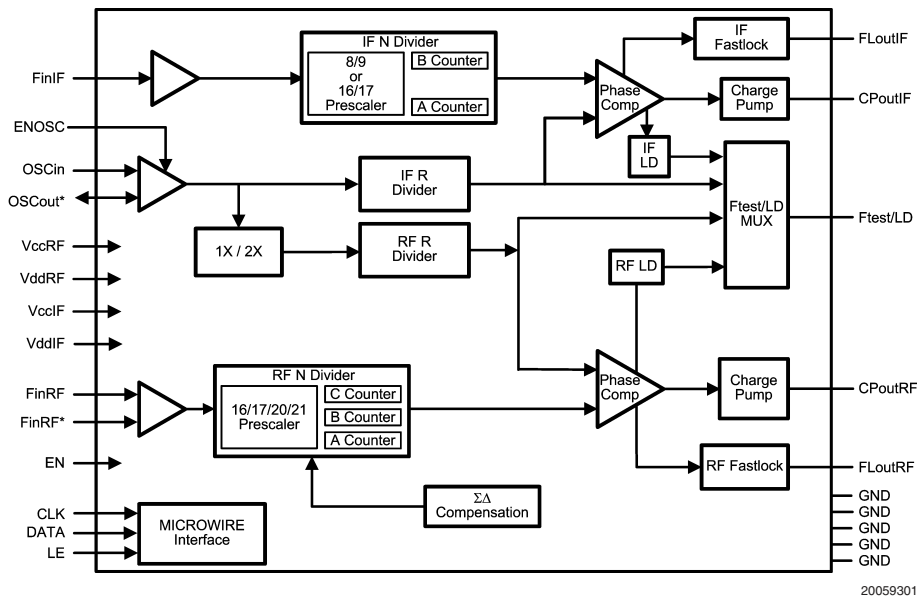 FinIF
ENOSC
OSCin
OSCout*
VccRF
VddRF
VccIF
VddIF
FinRF
FinRF*
EN
CLK
DATA
LE
IF N Divider
8/9
or
16/17
Prescaler
B Counter
A Counter
IF R
Divider
1X / 2X
RF R
Divider
RF N Divider
16/17/20/21
Prescaler
C Counter
B Counter
A Counter
ΣΔ
Compensation
MICROWIRE
Interface
Phase
Comp
IF
LD
IF
Fastlock
Charge
Pump
Ftest/LD
MUX
RF LD
Phase
Comp
Charge
Pump
RF Fastlock
FLoutIF
CPoutIF
Ftest/LD
CPoutRF
FLoutRF
GND
GND
GND
GND
GND
20059301